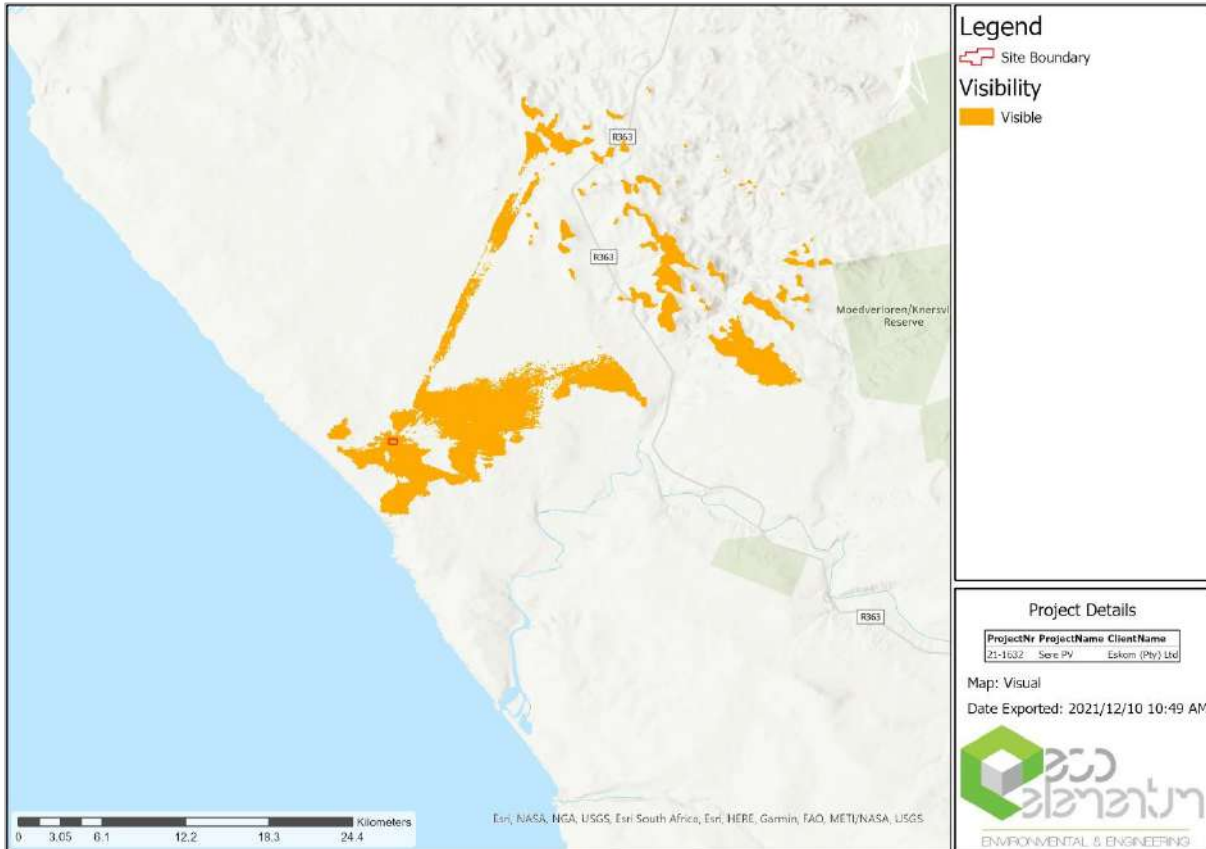 R363
R363
Moedverloren/Knersvl
Reserve
R363
0 3.05 6.1 12.2 18.3 24.4
Kilometers
Esri, NASA, NGA, USGS, Esri South Africa, Esri, HERE, Garmin, FAO, METI/NASA, USGS
Legend
Site Boundary
Visibility
Visible
Project Details
ProjectNr ProjectName ClientName
21-1632 Sere PV Eskom (Pty) Ltd
Map: Visual
Date Exported: 2021/12/10 10:49 AM
eco
elementum
ENVIRONMENTAL & ENGINEERING